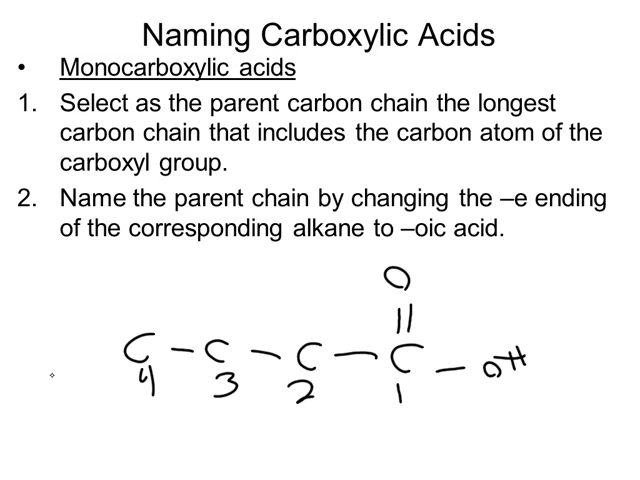 Naming Carboxylic Acids
• Monocarboxylic acids
1. Select as the parent carbon chain the longest
carbon chain that includes the carbon atom of the
carboxyl group.
2. Name the parent chain by changing the –e ending
of the corresponding alkane to –oic acid.
O
C – C – C – C – OH
4 3 2 1